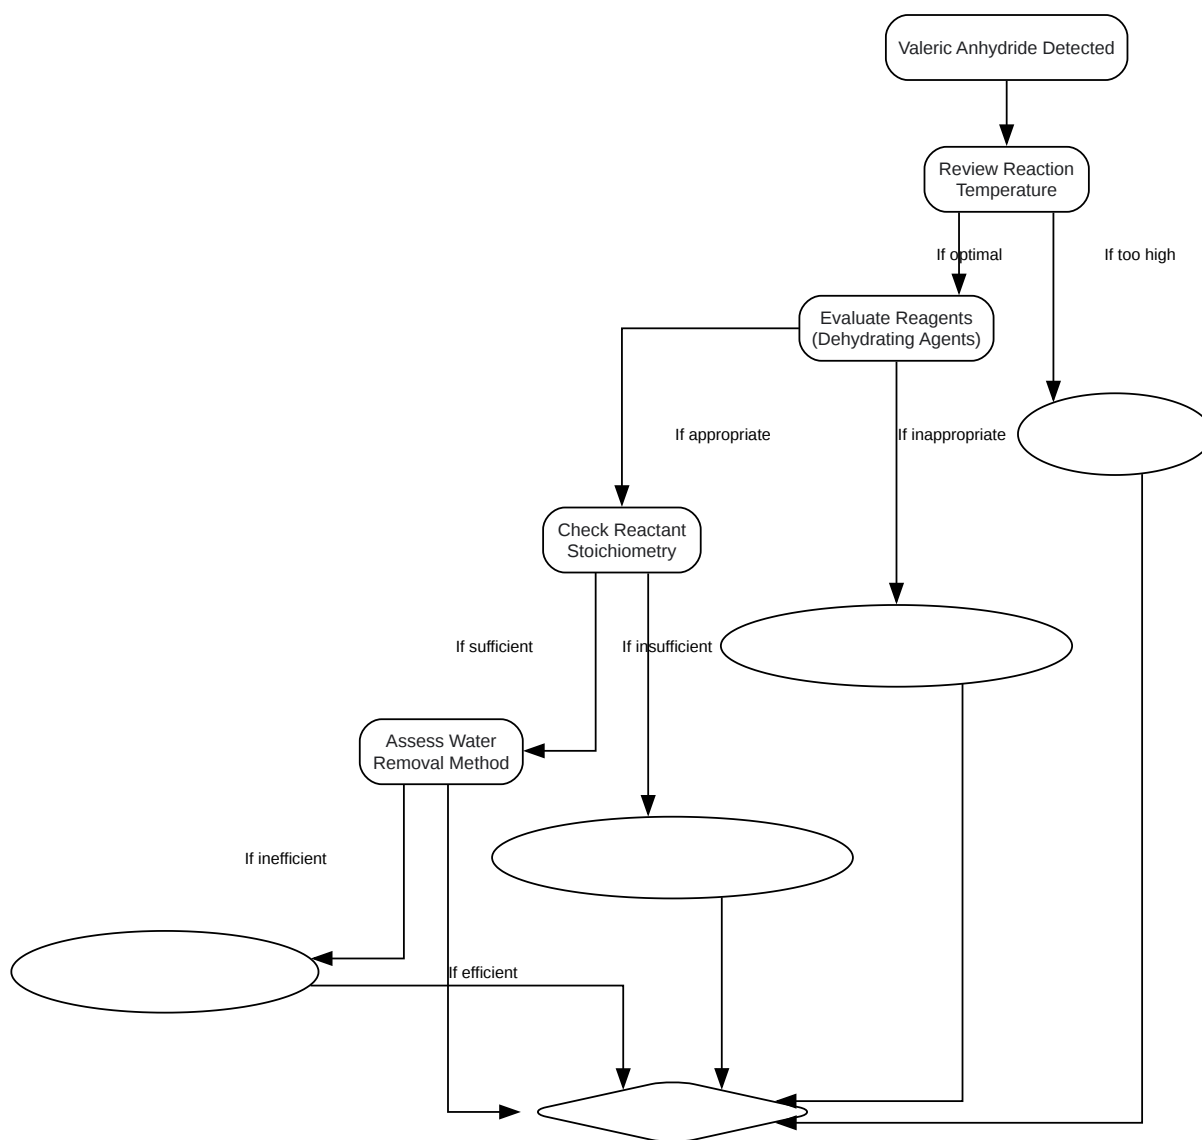 Valeric Anhydride Detected
Review Reaction
Temperature
If optimal
If too high
Evaluate Reagents
(Dehydrating Agents)
If appropriate
If inappropriate
Check Reactant
Stoichiometry
If sufficient
If insufficient
Assess Water
Removal Method
If inefficient
If efficient